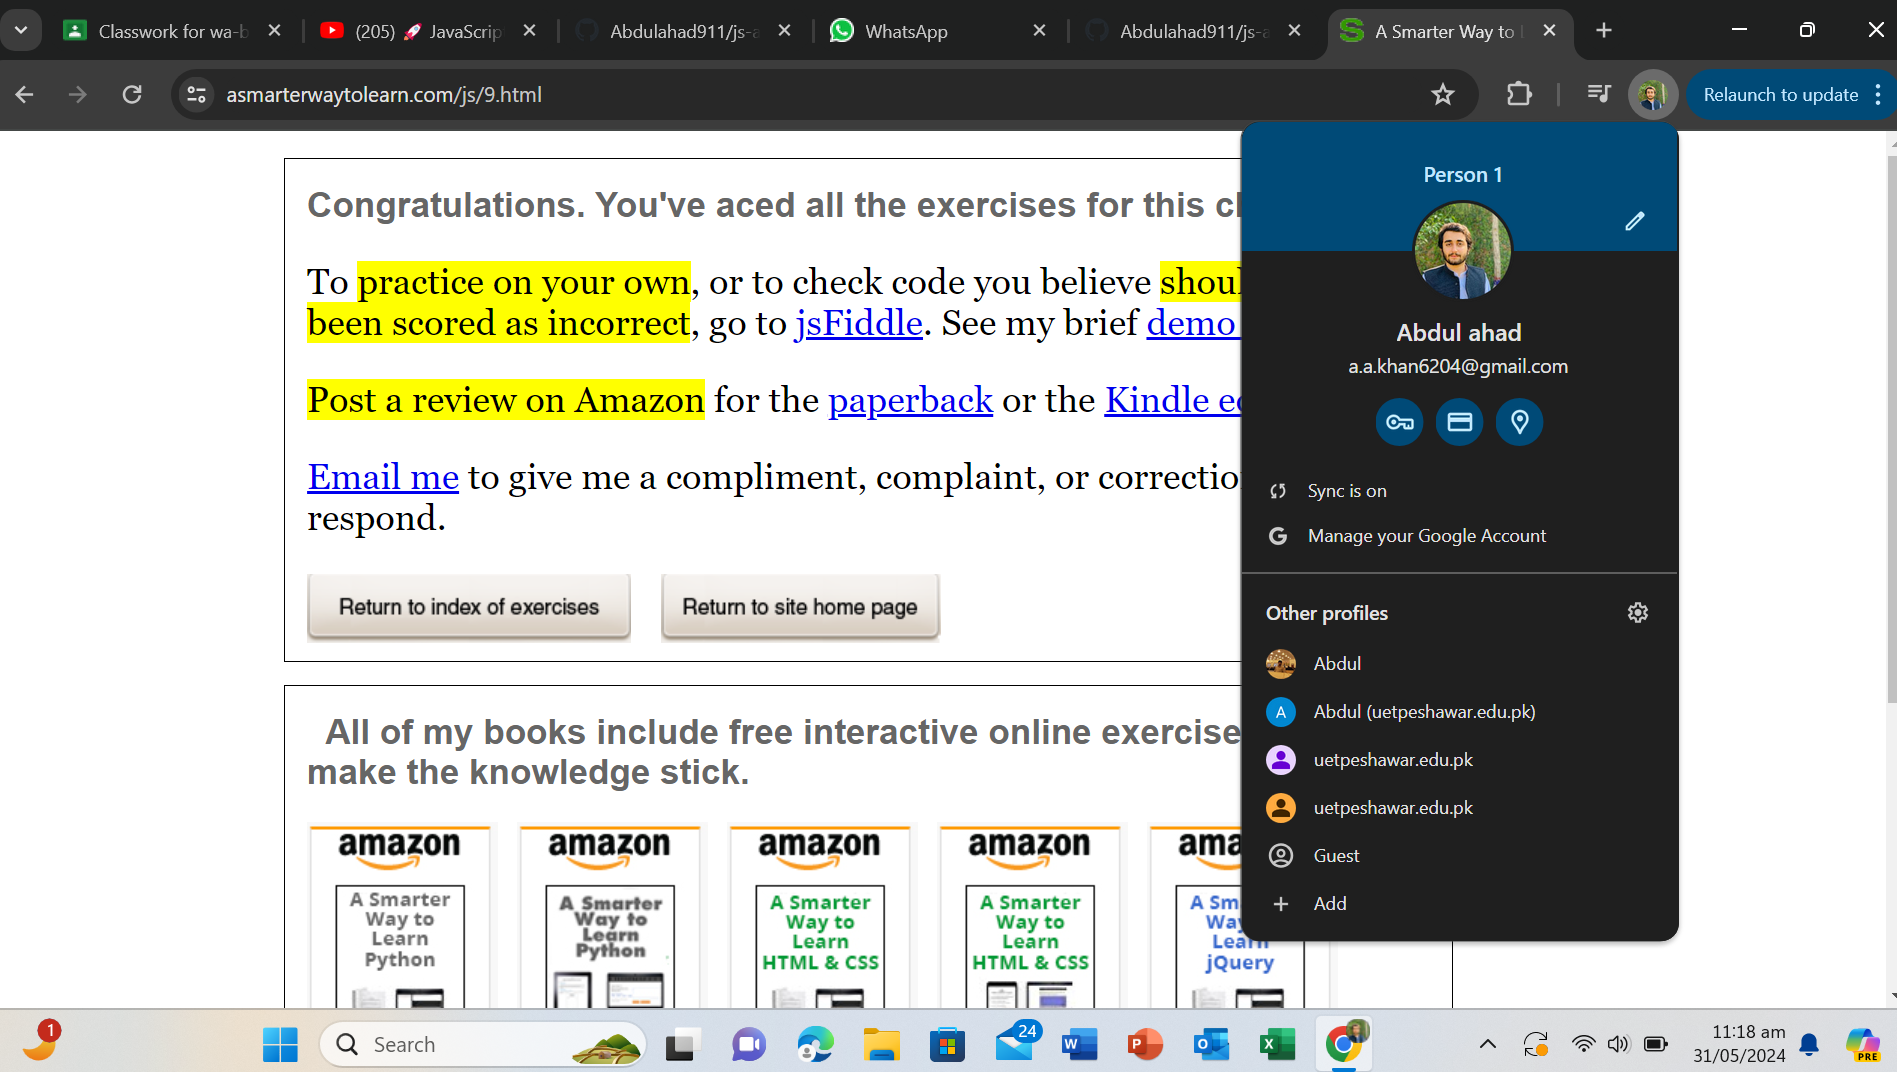 Classwork for wa-b
(205) 🚀 JavaScrip
Abdulahad911/js-a
WhatsApp
Abdulahad911/js-a
A Smarter Way to
asmarterwaytolearn.com/js/9.html
Relaunch to update
Congratulations. You've aced all the exercises for this
To practice on your own, or to check code you believe
been scored as incorrect, go to jsFiddle. See my brief demo
Post a review on Amazon for the paperback or the Kindle
Email me to give me a compliment, complaint, or
respond.
Return to index of exercises
Return to site home page
All of my books include free interactive online
make the knowledge stick.
amazon
A Smarter
Way to
Learn
Python
amazon
A Smarter
Way to
Learn
Python
amazon
A Smarter
Way to
Learn
HTML & CSS
amazon
A Smarter
Way to
Learn
HTML & CSS
Learn
jQuery
Person 1
Abdul ahad
a.a.khan6204@gmail.com
Sync is on
Manage your Google Account
Other profiles
Abdul
A
Abdul (uetpeshawar.edu.pk)
uetpeshawar.edu.pk
uetpeshawar.edu.pk
Guest
Add
1
Search
24
11:18 am
31/05/2024
PRE